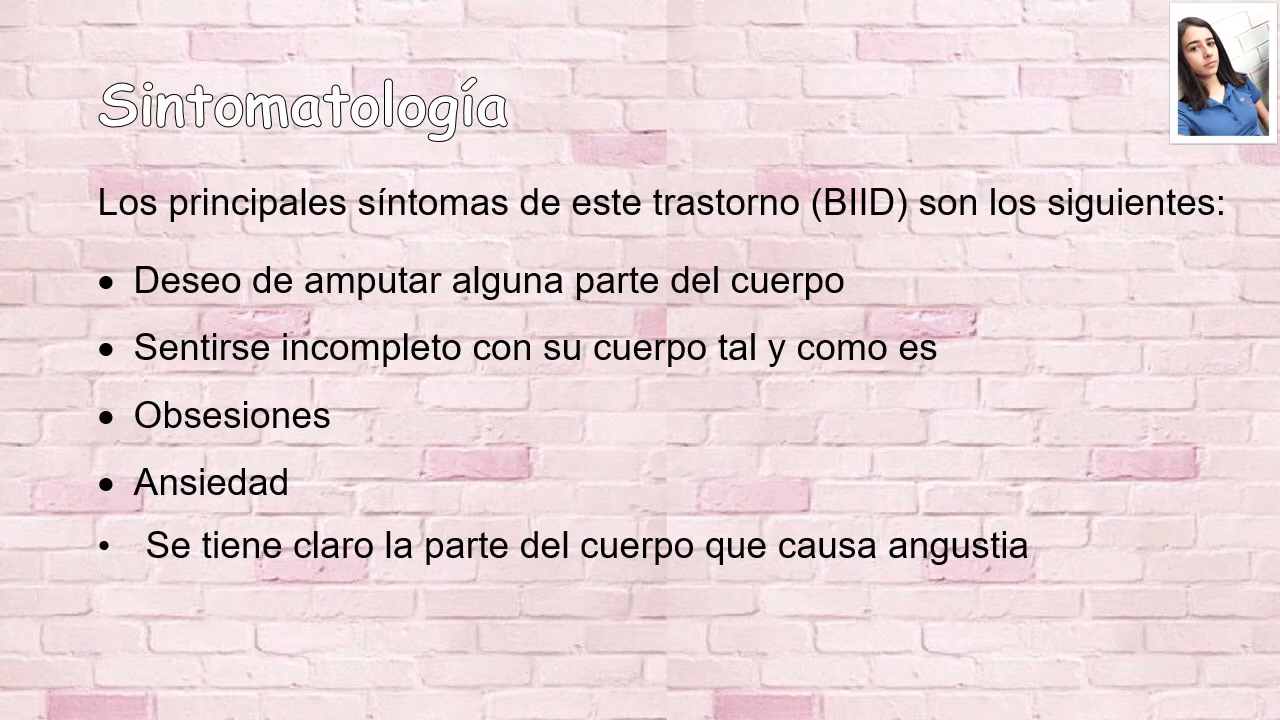 Sintomatología
Los principales síntomas de este trastorno (BIID) son los siguientes:
• Deseo de amputar alguna parte del cuerpo
• Sentirse incompleto con su cuerpo tal y como es
• Obsesiones
• Ansiedad
• Se tiene claro la parte del cuerpo que causa angustia